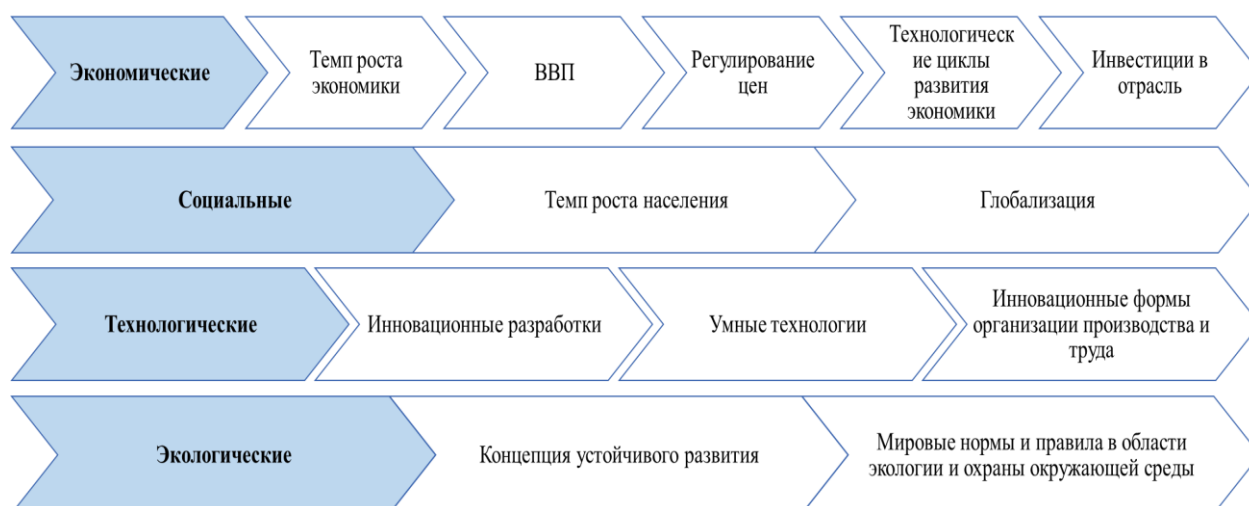 Экономические
Темп роста
экономики
ВВП
Регулирование
цен
Технологическ
ие циклы
развития
экономики
Инвестиции в
отрасль
Социальные
Темп роста населения
Глобализация
Технологические
Инновационные разработки
Умные технологии
Инновационные формы
организации производства и
труда
Экологические
Концепция устойчивого развития
Мировые нормы и правила в области
экологии и охраны окружающей среды